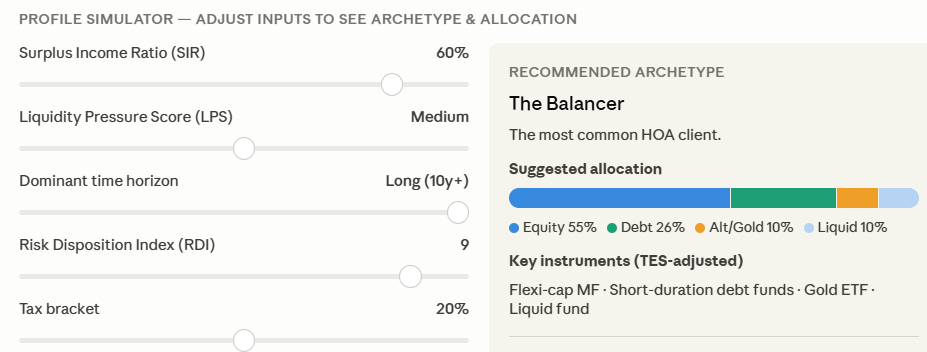 PROFILE SIMULATOR — ADJUST INPUTS TO SEE ARCHETYPE & ALLOCATION
Surplus Income Ratio (SIR) 60%
Liquidity Pressure Score (LPS) Medium
Dominant time horizon Long (10y+)
Risk Disposition Index (RDI) 9
Tax bracket 20%
RECOMMENDED ARCHETYPE
The Balancer
The most common HOA client.
Suggested allocation
Equity 55% Debt 26% Alt/Gold 10% Liquid 10%
Key instruments (TES-adjusted)
Flexi-cap MF · Short-duration debt funds · Gold ETF ·
Liquid fund